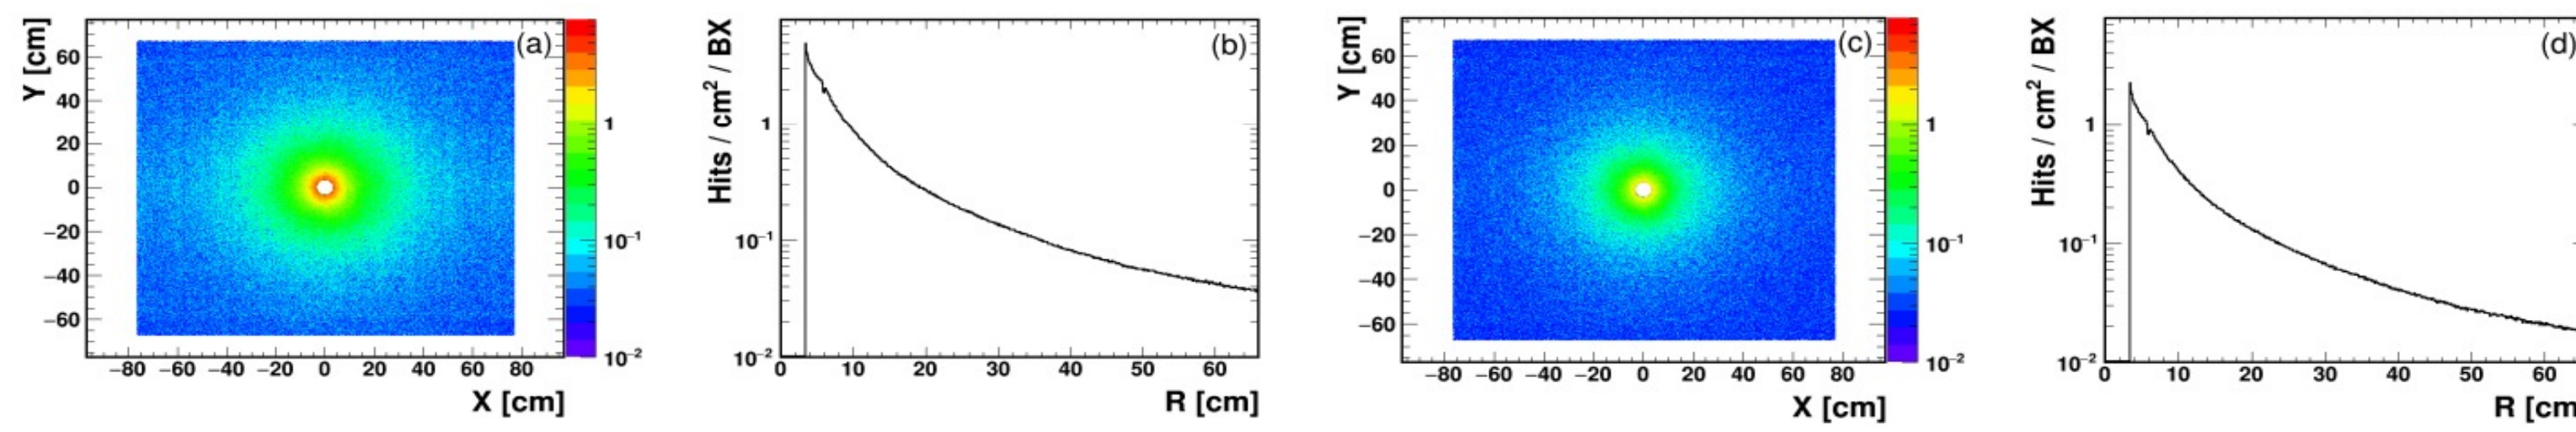 Y [cm]
60
40
20
0
−20
−40
−60
−80 −60 −40 −20 0 20 40 60 80
X [cm]
(a)
1
10⁻¹
10⁻²
Hits / cm² / BX
1
10⁻¹
10⁻²
0 10 20 30 40 50 60
R [cm]
(b)
Y [cm]
60
40
20
0
−20
−40
−60
−80 −60 −40 −20 0 20 40 60 80
X [cm]
(c)
1
10⁻¹
10⁻²
Hits / cm² / BX
1
10⁻¹
10⁻²
0 10 20 30 40 50 60
R [cm
(d)